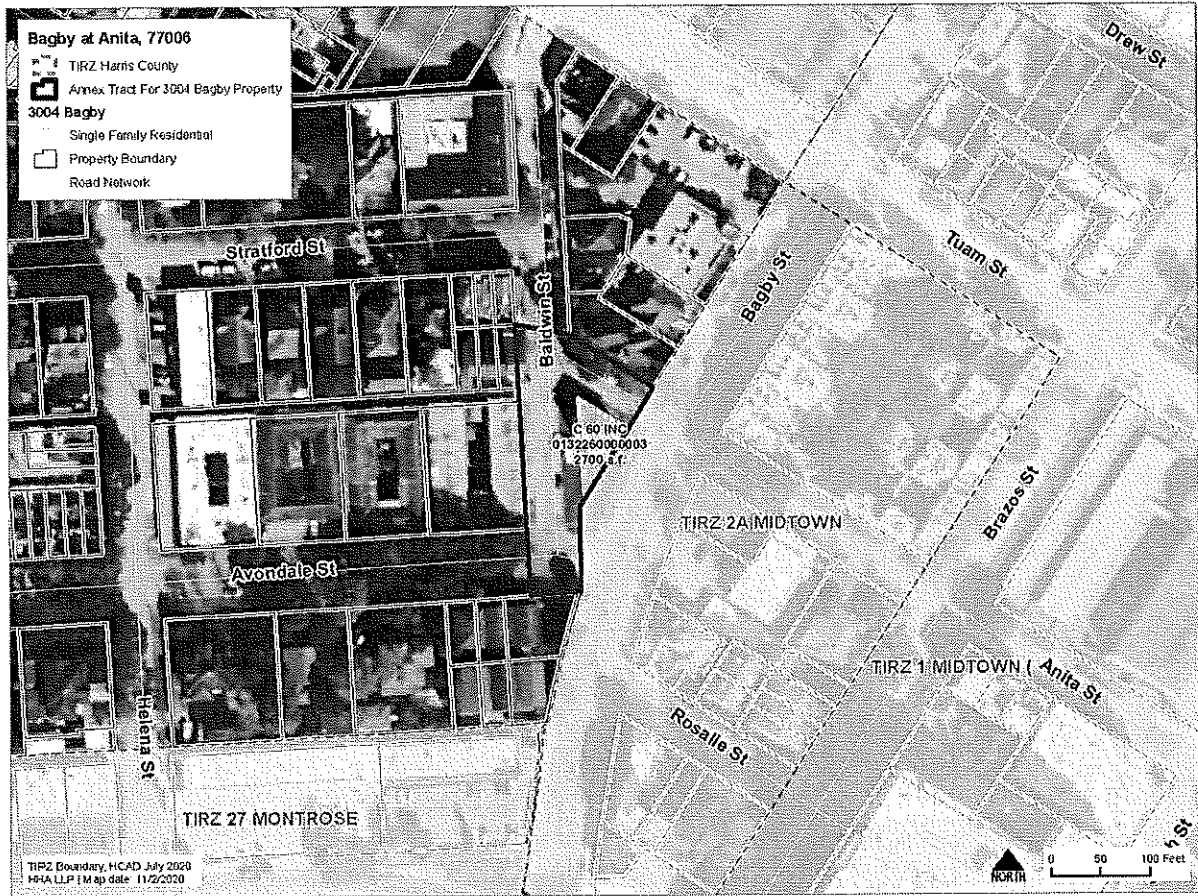 Bagby at Anita, 77006
TIRZ Harris County
Annex Tract For 3004 Bagby Property
3004 Bagby
Single Family Residential
Property Boundary
Road Network
Drew St
Stratford St
Baldwin St
Bagby St
Tuam St
C 60 INC
0132260000003
2700 s.f.
Brazos St
TIRZ 2A MIDTOWN
Avondale St
TIRZ 1 MIDTOWN (
Anita St
Helena St
Rosalie St
TIRZ 27 MONTROSE
h St
TIRZ Boundary, HCAD July 2020
HHA LLP | Map date 11/2/2020
NORTH
0 50 100 Feet